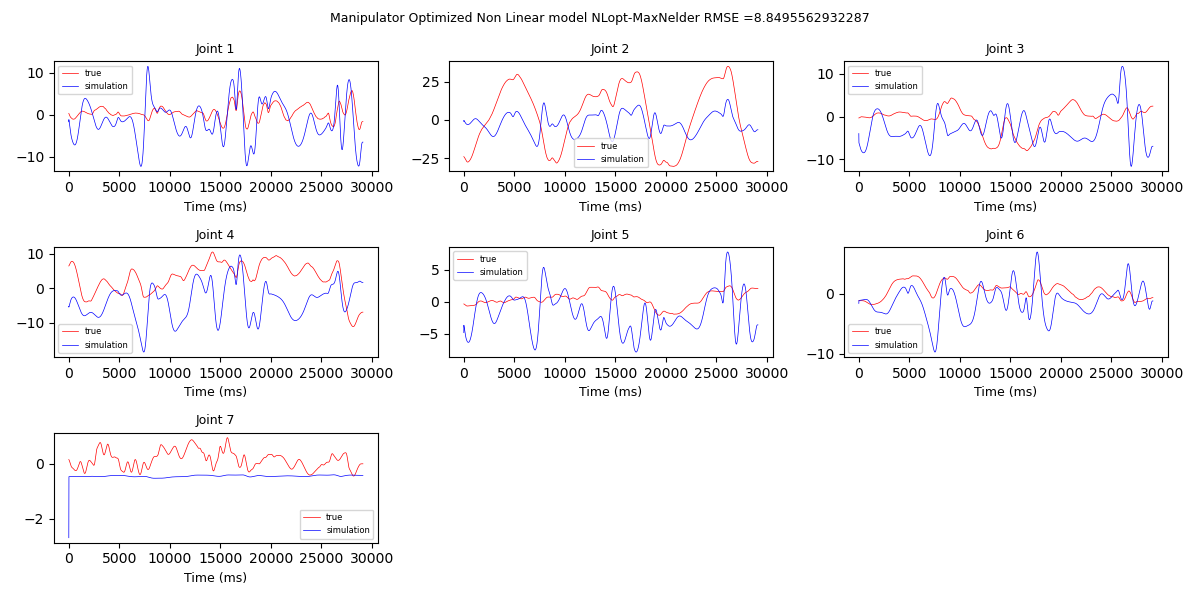 Manipulator Optimized Non Linear model NLopt-MaxNelder RMSE =8.8495562932287
Joint 1
10
0
−10
true
simulation
0 5000 10000 15000 20000 25000 30000
Time (ms)
Joint 2
25
0
−25
true
simulation
0 5000 10000 15000 20000 25000 30000
Time (ms)
Joint 3
10
0
−10
true
simulation
0 5000 10000 15000 20000 25000 30000
Time (ms)
Joint 4
10
0
−10
true
simulation
0 5000 10000 15000 20000 25000 30000
Time (ms)
Joint 5
5
0
−5
true
simulation
0 5000 10000 15000 20000 25000 30000
Time (ms)
Joint 6
0
−10
true
simulation
0 5000 10000 15000 20000 25000 30000
Time (ms)
Joint 7
0
−2
true
simulation
0 5000 10000 15000 20000 25000 30000
Time (ms)